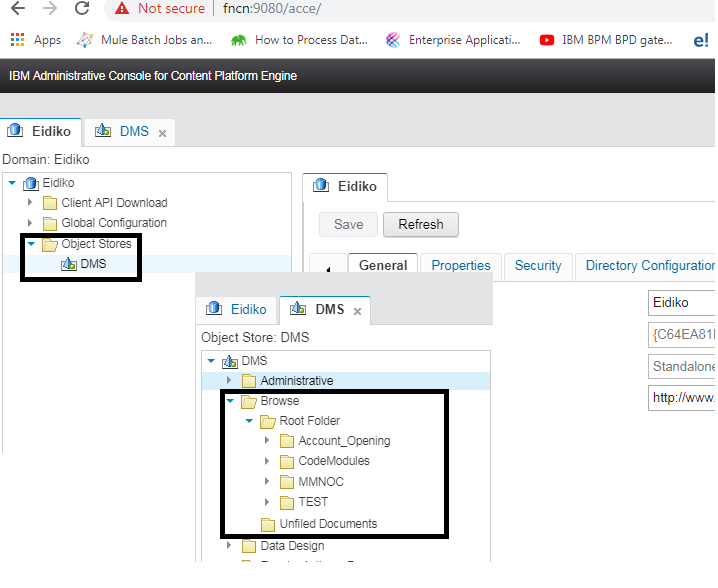 Not secure | fncn:9080/acce/
Apps Mule Batch Jobs an... How to Process Dat... Enterprise Applicati... IBM BPM BPD gate... e!
IBM Administrative Console for Content Platform Engine
Eidiko DMS
Domain: Eidiko
Eidiko
Client API Download
Global Configuration
Object Stores
DMS
Eidiko
Save Refresh
General Properties Security Directory Configuration
Eidiko
{C64EA81
Standalone
http://www.
Eidiko DMS
Object Store: DMS
DMS
Administrative
Browse
Root Folder
Account_Opening
CodeModules
MMNOC
TEST
Unfiled Documents
Data Design